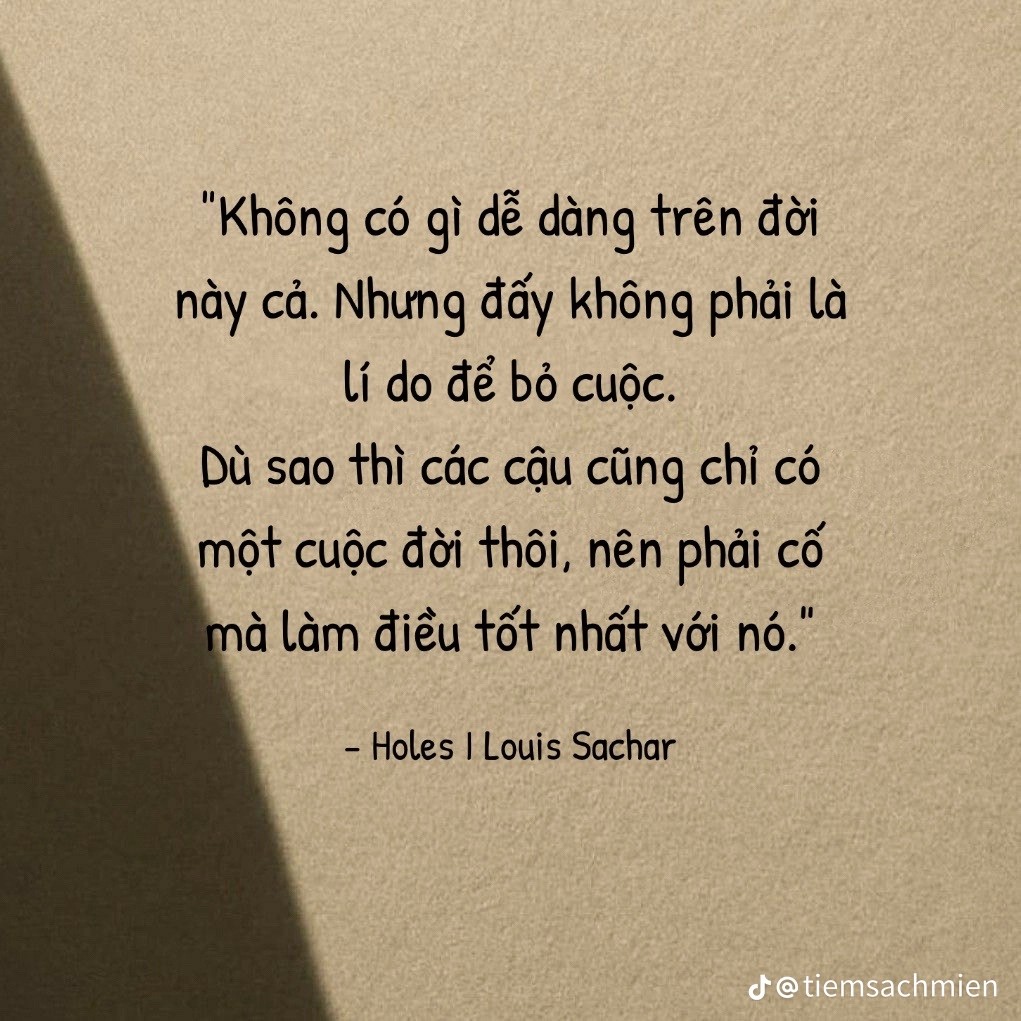 "Không có gì dễ dàng trên đời
này cả. Nhưng đấy không phải là
lí do để bỏ cuộc.
Dù sao thì các cậu cũng chỉ có
một cuộc đời thôi, nên phải cố
mà làm điều tốt nhất với nó."
- Holes | Louis Sachar
@tiemsachmien